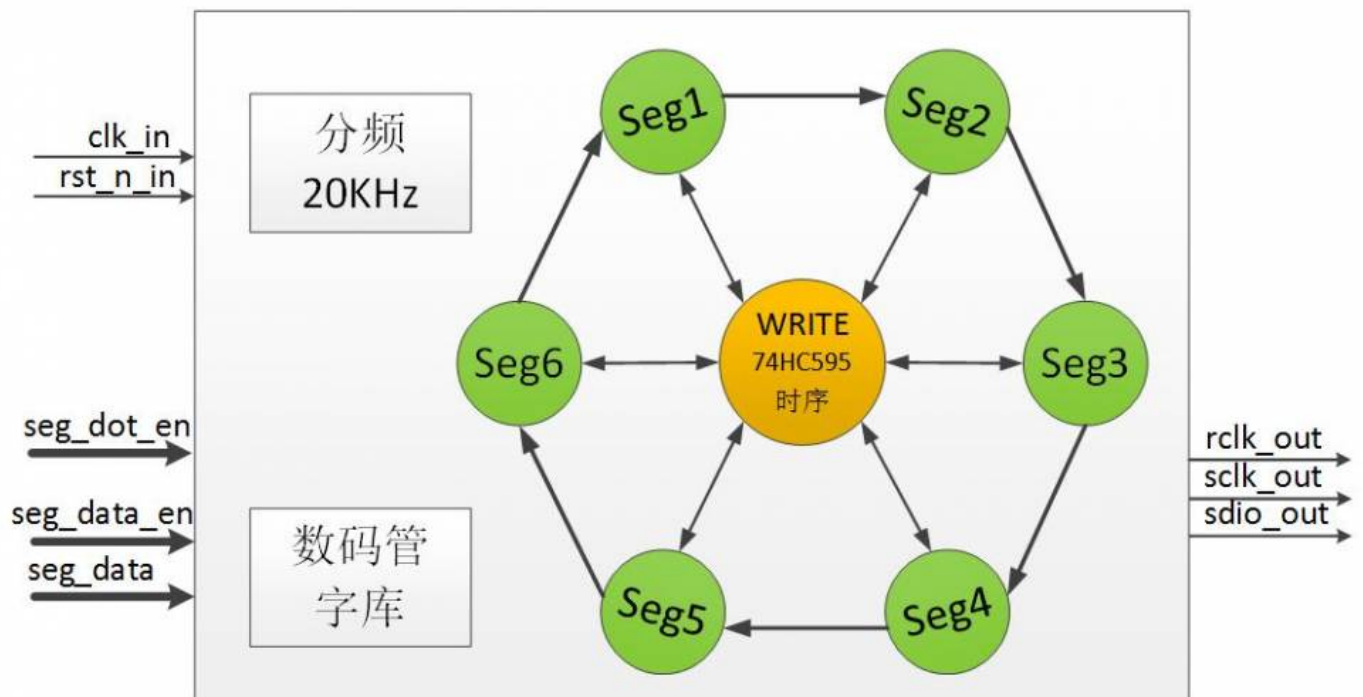 clk_in
rst_n_in
分频
20KHz
Seg1
Seg2
Seg6
WRITE
74HC595
时序
Seg3
seg_dot_en
seg_data_en
seg_data
数码管
字库
Seg5
Seg4
rclk_out
sclk_out
sdio_out